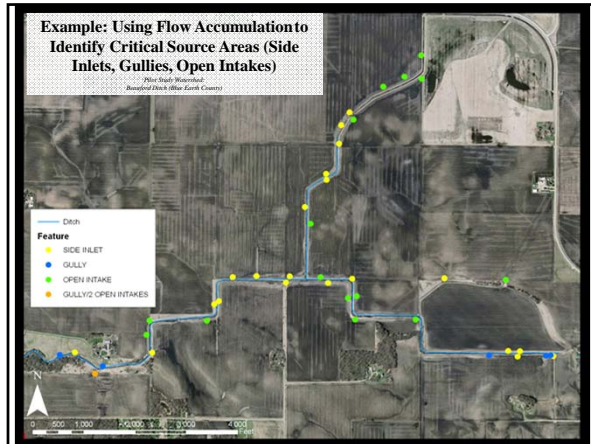 Example: Using Flow Accumulation to
Identify Critical Source Areas (Side
Inlets, Gullies, Open Intakes)
Pilot Study Watershed:
Beauford Ditch (Blue Earth County)
Ditch
Feature
SIDE INLET
GULLY
OPEN INTAKE
GULLY/2 OPEN INTAKES
N
0 500 1,000 2,000 3,000 4,000
Feet